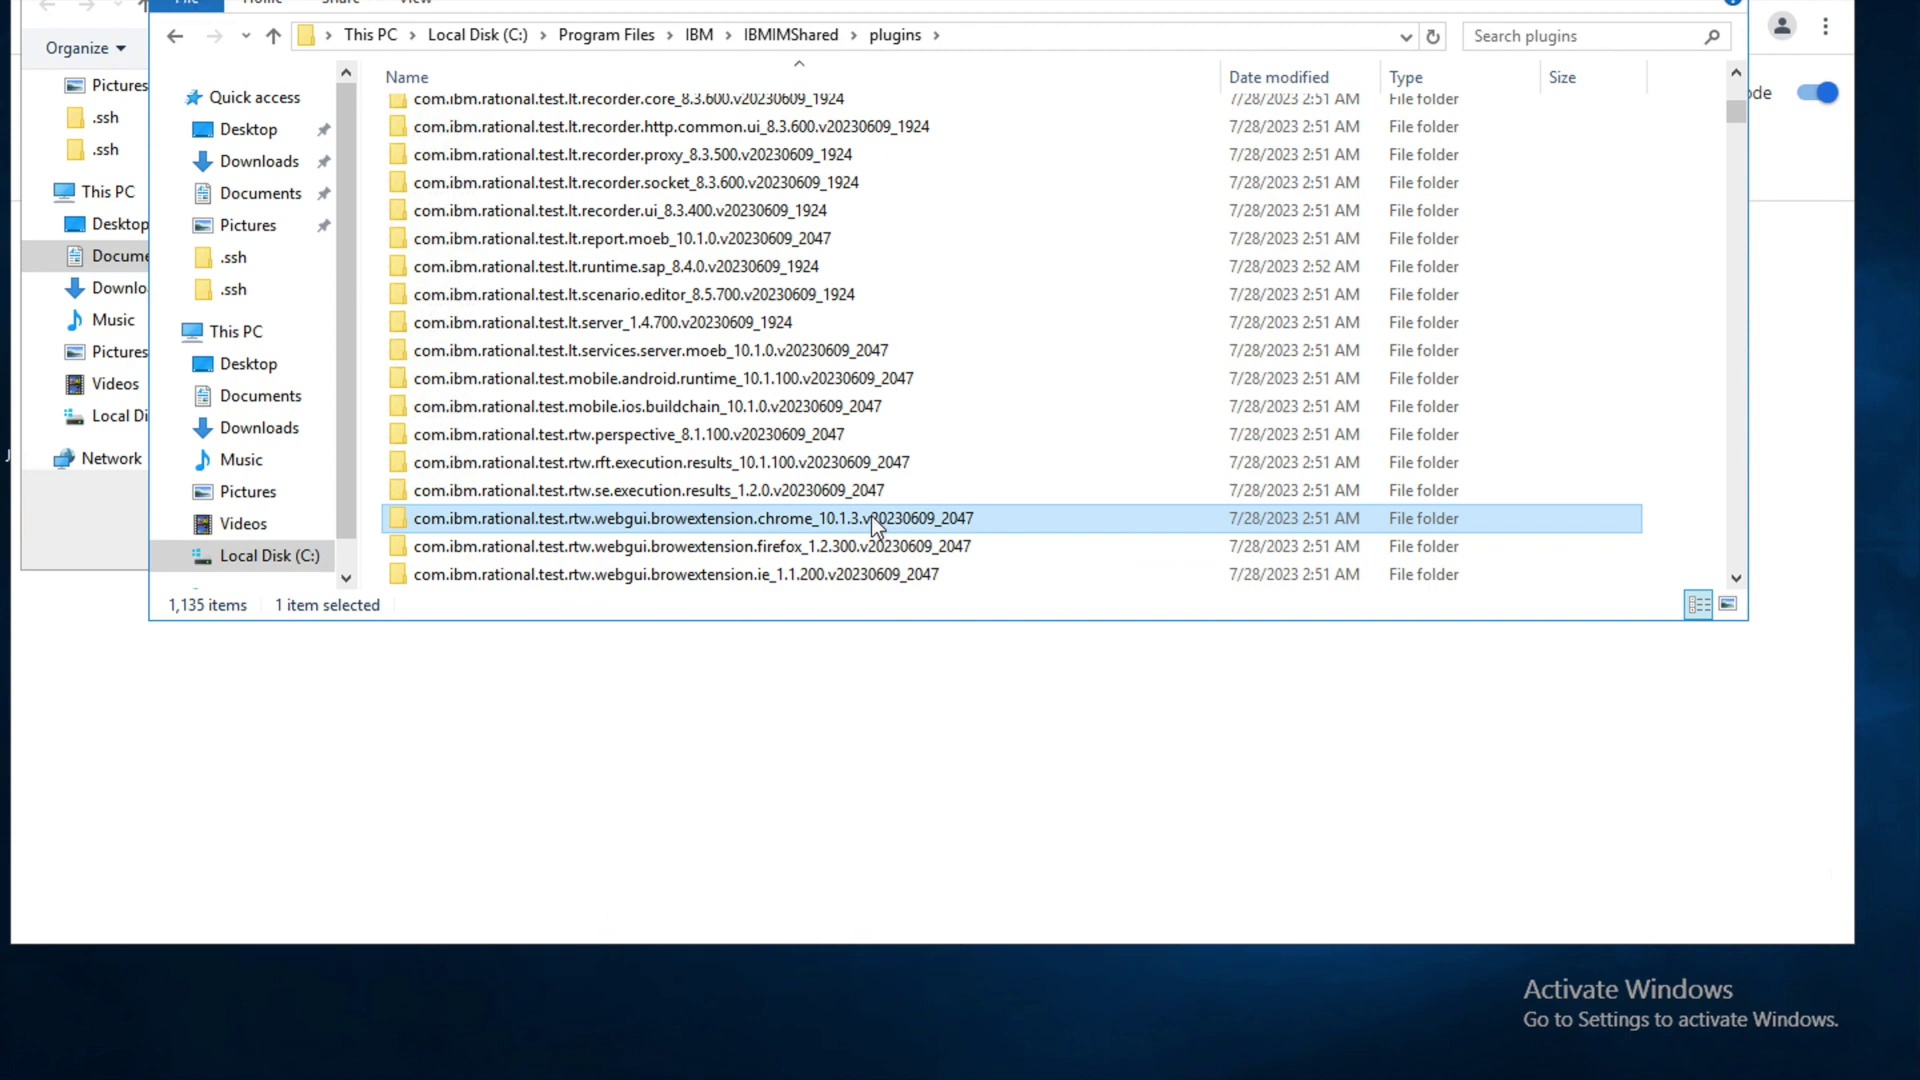 File Home Share View
Organize
This PC > Local Disk (C:) > Program Files > IBM > IBMIMShared > plugins >
Search plugins
Pictures
.ssh
.ssh
This PC
Desktop
Docume
Downlo
Music
Pictures
Videos
Local Di
Network
Quick access
Desktop
Downloads
Documents
Pictures
.ssh
.ssh
This PC
Desktop
Documents
Downloads
Music
Pictures
Videos
Local Disk (C:)
Name Date modified Type Size
com.ibm.rational.test.lt.recorder.core_8.3.600.v20230609_1924 7/28/2023 2:51 AM File folder
com.ibm.rational.test.lt.recorder.http.common.ui_8.3.600.v20230609_1924 7/28/2023 2:51 AM File folder
com.ibm.rational.test.lt.recorder.proxy_8.3.500.v20230609_1924 7/28/2023 2:51 AM File folder
com.ibm.rational.test.lt.recorder.socket_8.3.600.v20230609_1924 7/28/2023 2:51 AM File folder
com.ibm.rational.test.lt.recorder.ui_8.3.400.v20230609_1924 7/28/2023 2:51 AM File folder
com.ibm.rational.test.lt.report.moeb_10.1.0.v20230609_2047 7/28/2023 2:51 AM File folder
com.ibm.rational.test.lt.runtime.sap_8.4.0.v20230609_1924 7/28/2023 2:52 AM File folder
com.ibm.rational.test.lt.scenario.editor_8.5.700.v20230609_1924 7/28/2023 2:51 AM File folder
com.ibm.rational.test.lt.server_1.4.700.v20230609_1924 7/28/2023 2:51 AM File folder
com.ibm.rational.test.lt.services.server.moeb_10.1.0.v20230609_2047 7/28/2023 2:51 AM File folder
com.ibm.rational.test.mobile.android.runtime_10.1.100.v20230609_2047 7/28/2023 2:51 AM File folder
com.ibm.rational.test.mobile.ios.buildchain_10.1.0.v20230609_2047 7/28/2023 2:51 AM File folder
com.ibm.rational.test.rtw.perspective_8.1.100.v20230609_2047 7/28/2023 2:51 AM File folder
com.ibm.rational.test.rtw.rft.execution.results_10.1.100.v20230609_2047 7/28/2023 2:51 AM File folder
com.ibm.rational.test.rtw.se.execution.results_1.2.0.v20230609_2047 7/28/2023 2:51 AM File folder
com.ibm.rational.test.rtw.webgui.browextension.chrome_10.1.3.v20230609_2047 7/28/2023 2:51 AM File folder
com.ibm.rational.test.rtw.webgui.browextension.firefox_1.2.300.v20230609_2047 7/28/2023 2:51 AM File folder
com.ibm.rational.test.rtw.webgui.browextension.ie_1.1.200.v20230609_2047 7/28/2023 2:51 AM File folder
1,135 items 1 item selected
ode
J
Activate Windows
Go to Settings to activate Windows.